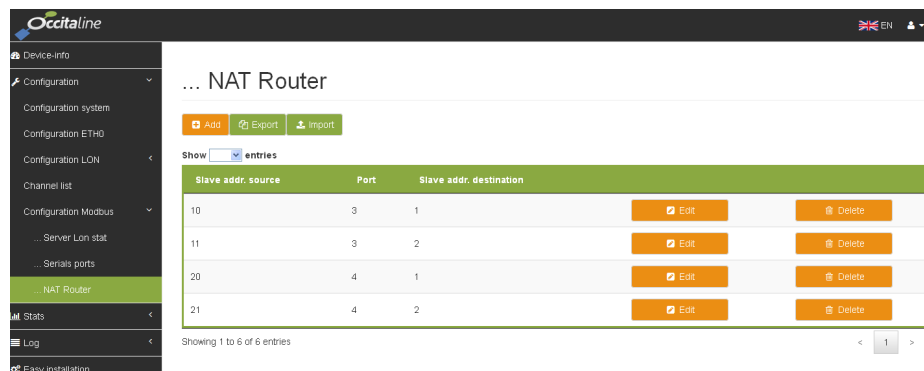 Occitaline
EN
Device-info
Configuration
Configuration system
Configuration ETH0
Configuration LON
Channel list
Configuration Modbus
... Server Lon stat
... Serials ports
... NAT Router
Stats
Log
Easy installation
... NAT Router
Add Export Import
Show entries
Slave addr. source Port Slave addr. destination
10 3 1 Edit Delete
11 3 2 Edit Delete
20 4 1 Edit Delete
21 4 2 Edit Delete
Showing 1 to 6 of 6 entries
< 1 >